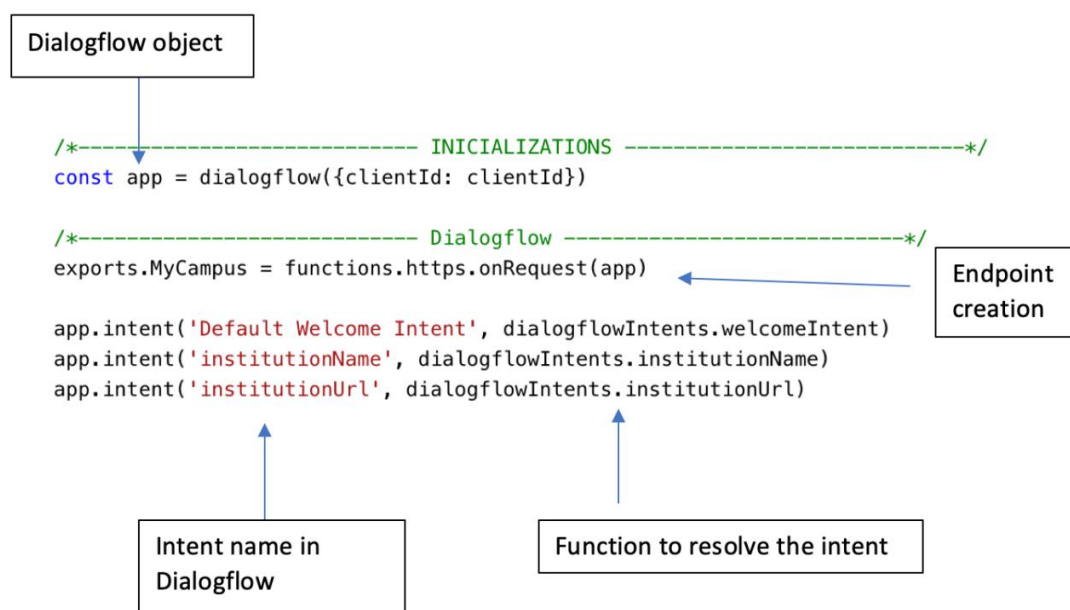 Dialogflow object
/*---------------------------- INICIALIZATIONS ----------------------------*/
const app = dialogflow({clientId: clientId})
/*---------------------------- Dialogflow ----------------------------*/
exports.MyCampus = functions.https.onRequest(app)
Endpoint
creation
app.intent('Default Welcome Intent', dialogflowIntents.welcomeIntent)
app.intent('institutionName', dialogflowIntents.institutionName)
app.intent('institutionUrl', dialogflowIntents.institutionUrl)
Intent name in
Dialogflow
Function to resolve the intent